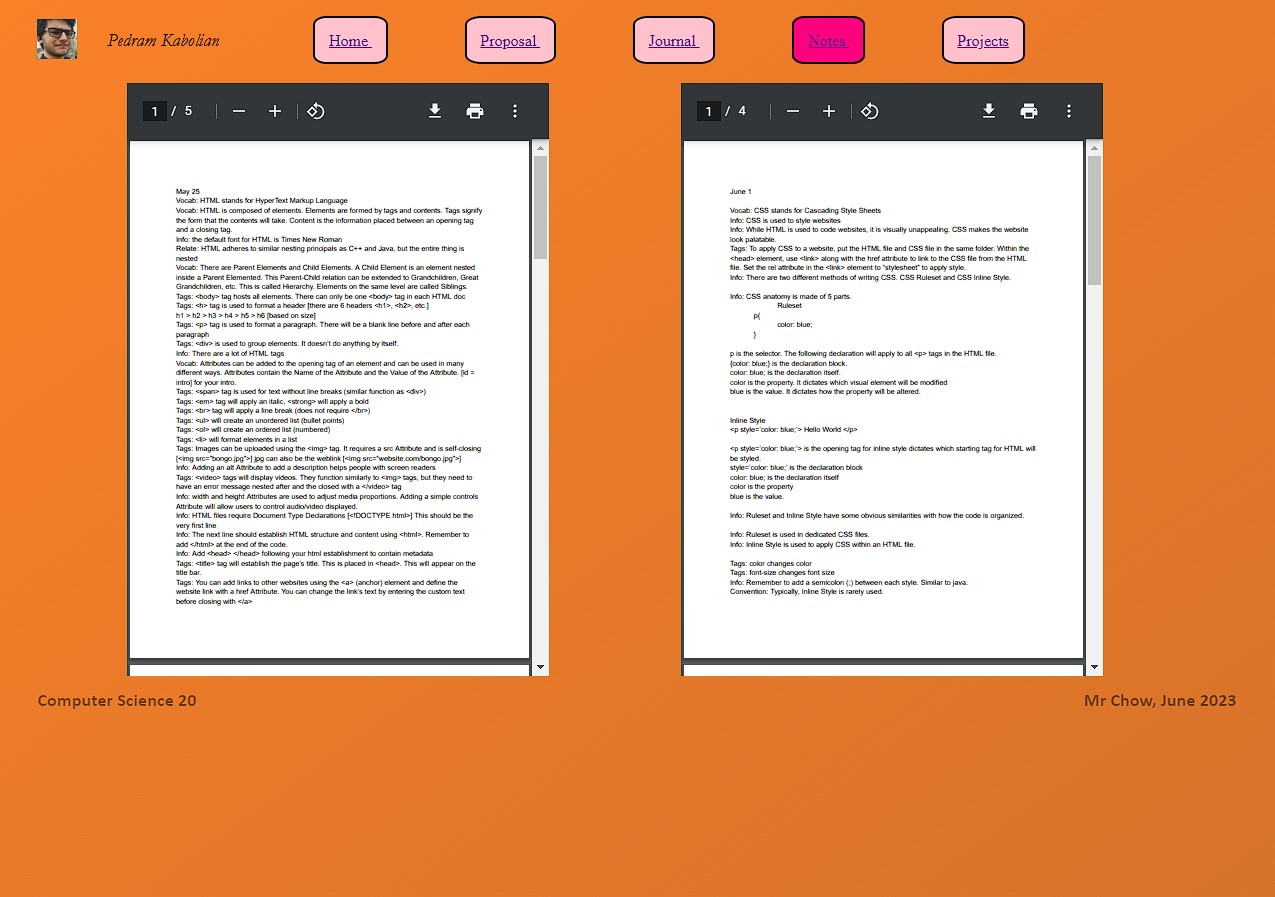 Pedram Kabolian
Home
Proposal
Journal
Notes
Projects
1 / 5
May 25
Vocab: HTML stands for HyperText Markup Language
Vocab: HTML is composed of elements. Elements are formed by tags and contents. Tags signify
the form that the contents will take. Content is the information placed between an opening tag
and a closing tag.
Info: the default font for HTML is Times New Roman
Relate: HTML adheres to similar nesting principals as C++ and Java, but the entire thing is
nested
Vocab: There are Parent Elements and Child Elements. A Child Element is an element nested
inside a Parent Elemented. This Parent-Child relation can be extended to Grandchildren, Great
Grandchildren, etc. This is called Hierarchy. Elements on the same level are called Siblings.
Tags: <body> tag hosts all elements. There can only be one <body> tag in each HTML doc
Tags: <h> tag is used to format a header [there are 6 headers <h1>, <h2>, etc.]
h1 > h2 > h3 > h4 > h5 > h6 [based on size]
Tags: <p> tag is used to format a paragraph. There will be a blank line before and after each
paragraph
Tags: <div> is used to group elements. It doesn't do anything by itself.
Info: There are a lot of HTML tags
Vocab: Attributes can be added to the opening tag of an element and can be used in many
different ways. Attributes contain the Name of the Attribute and the Value of the Attribute. [id =
intro] for your intro.
Tags: <span> tag is used for text without line breaks (similar function as <div>)
Tags: <em> tag will apply an italic, <strong> will apply a bold
Tags: <br> tag will apply a line break (does not require </br>)
Tags: <ul> will create an unordered list (bullet points)
Tags: <ol> will create an ordered list (numbered)
Tags: <li> will format elements in a list
Tags: Images can be uploaded using the <img> tag. It requires a src Attribute and is self-closing
[<img src="bongo.jpg">] jpg can also be the weblink [<img src="website.com/bongo.jpg">]
Info: Adding an alt Attribute to add a description helps people with screen readers
Tags: <video> tags will display videos. They function similarly to <img> tags, but they need to
have an error message nested after and the closed with a </video> tag
Info: width and height Attributes are used to adjust media proportions. Adding a simple controls
Attribute will allow users to control audio/video displayed.
Info: HTML files require Document Type Declarations [<!DOCTYPE html>] This should be the
very first line
Info: The next line should establish HTML structure and content using <html>. Remember to
add </html> at the end of the code.
Info: Add <head> </head> following your html establishment to contain metadata
Tags: <title> tag will establish the page's title. This is placed in <head>. This will appear on the
title bar.
Tags: You can add links to other websites using the <a> (anchor) element and define the
website link with a href Attribute. You can change the link's text by entering the custom text
before closing with </a>
1 / 4
June 1
Vocab: CSS stands for Cascading Style Sheets
Info: CSS is used to style websites
Info: While HTML is used to code websites, it is visually unappealing. CSS makes the website
look palatable.
Tags: To apply CSS to a website, put the HTML file and CSS file in the same folder. Within the
<head> element, use <link> along with the href attribute to link to the CSS file from the HTML
file. Set the rel attribute in the <link> element to "stylesheet" to apply style.
Info: There are two different methods of writing CSS. CSS Ruleset and CSS Inline Style.
Info: CSS anatomy is made of 5 parts.
Ruleset
p{
color: blue;
}
p is the selector. The following declaration will apply to all <p> tags in the HTML file.
{color: blue;} is the declaration block.
color: blue; is the declaration itself.
color is the property. It dictates which visual element will be modified
blue is the value. It dictates how the property will be altered.
Inline Style
<p style='color: blue;'> Hello World </p>
<p style='color: blue;'> is the opening tag for inline style dictates which starting tag for HTML will
be styled.
style='color: blue;' is the declaration block
color: blue; is the declaration itself
color is the property
blue is the value.
Info: Ruleset and Inline Style have some obvious similarities with how the code is organized.
Info: Ruleset is used in dedicated CSS files.
Info: Inline Style is used to apply CSS within an HTML file.
Tags: color changes color
Tags: font-size changes font size
Info: Remember to add a semicolon (;) between each style. Similar to java.
Convention: Typically, Inline Style is rarely used.
Computer Science 20
Mr Chow, June 2023